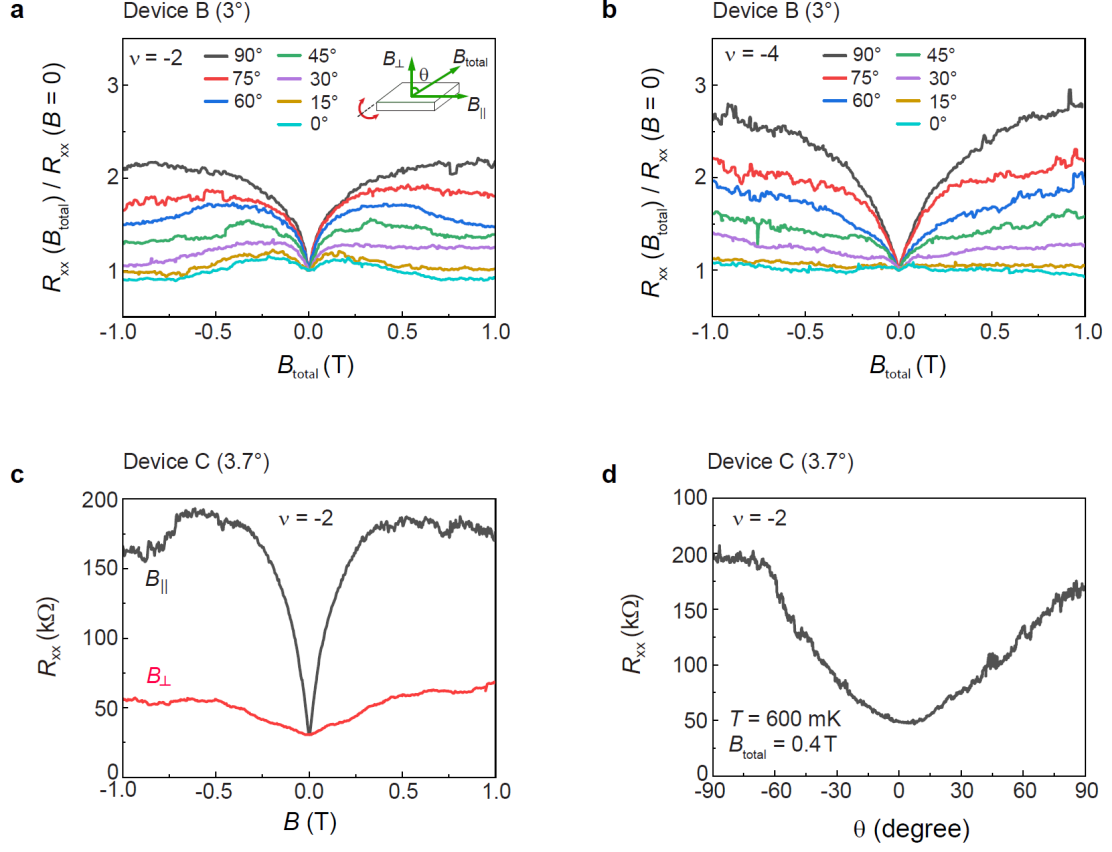 a
Device B (3°)
ν = -2
90°
75°
60°
45°
30°
15°
0°
B⊥
θ
Btotal
B||
Rxx (Btotal) / Rxx (B = 0)
3
2
1
-1.0
-0.5
0.0
0.5
1.0
Btotal (T)
b
Device B (3°)
ν = -4
90°
75°
60°
45°
30°
15°
0°
Rxx (Btotal) / Rxx (B = 0)
3
2
1
-1.0
-0.5
0.0
0.5
1.0
Btotal (T)
c
Device C (3.7°)
ν = -2
B||
B⊥
Rxx (kΩ)
200
150
100
50
0
-1.0
-0.5
0.0
0.5
1.0
B (T)
d
Device C (3.7°)
ν = -2
T = 600 mK
Btotal = 0.4 T
Rxx (kΩ)
100
200
150
100
50
0
-90
-60
-30
0
30
60
90
θ (degree)